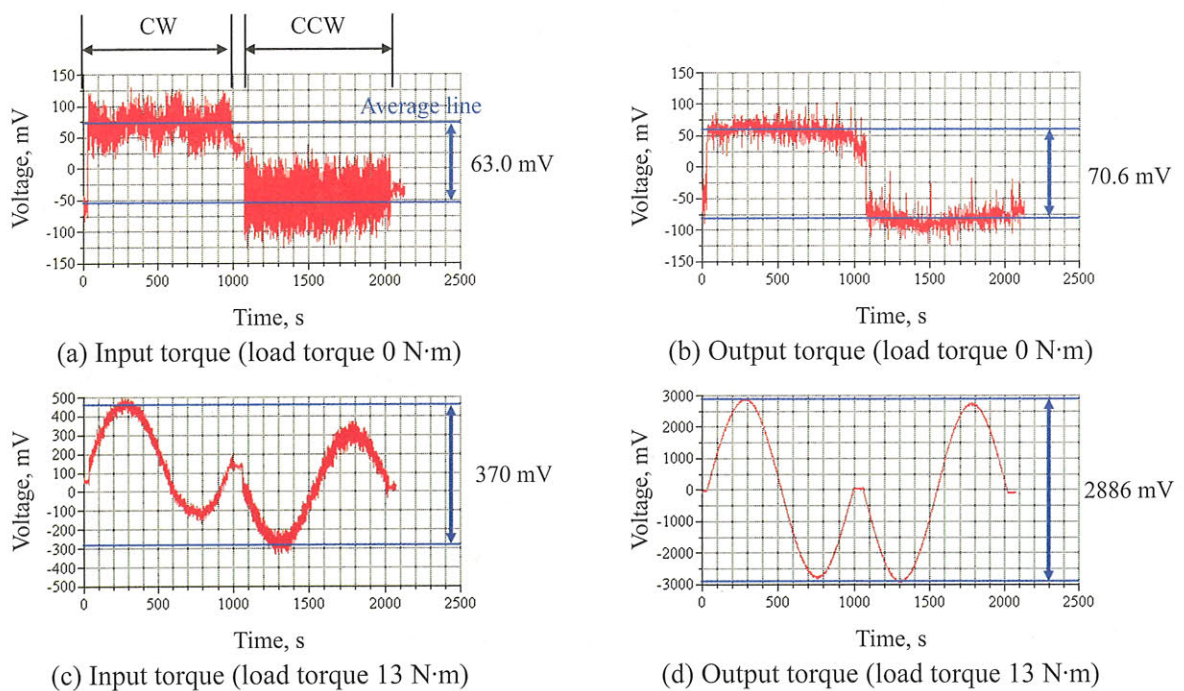 CW
CCW
Voltage, mV
150
100
50
0
-50
-100
-150
Average line
63.0 mV
0
500
1000
1500
2000
2500
Time, s
(a) Input torque (load torque 0 N·m)
Voltage, mV
150
100
50
0
-50
-100
-150
70.6 mV
0
500
1000
1500
2000
2500
Time, s
(b) Output torque (load torque 0 N·m)
Voltage, mV
500
400
300
200
100
0
-100
-200
-300
-400
-500
370 mV
0
500
1000
1500
2000
2500
Time, s
(c) Input torque (load torque 13 N·m)
Voltage, mV
3000
2000
1000
0
-1000
-2000
-3000
2886 mV
0
500
1000
1500
2000
2500
Time, s
(d) Output torque (load torque 13 N·m)